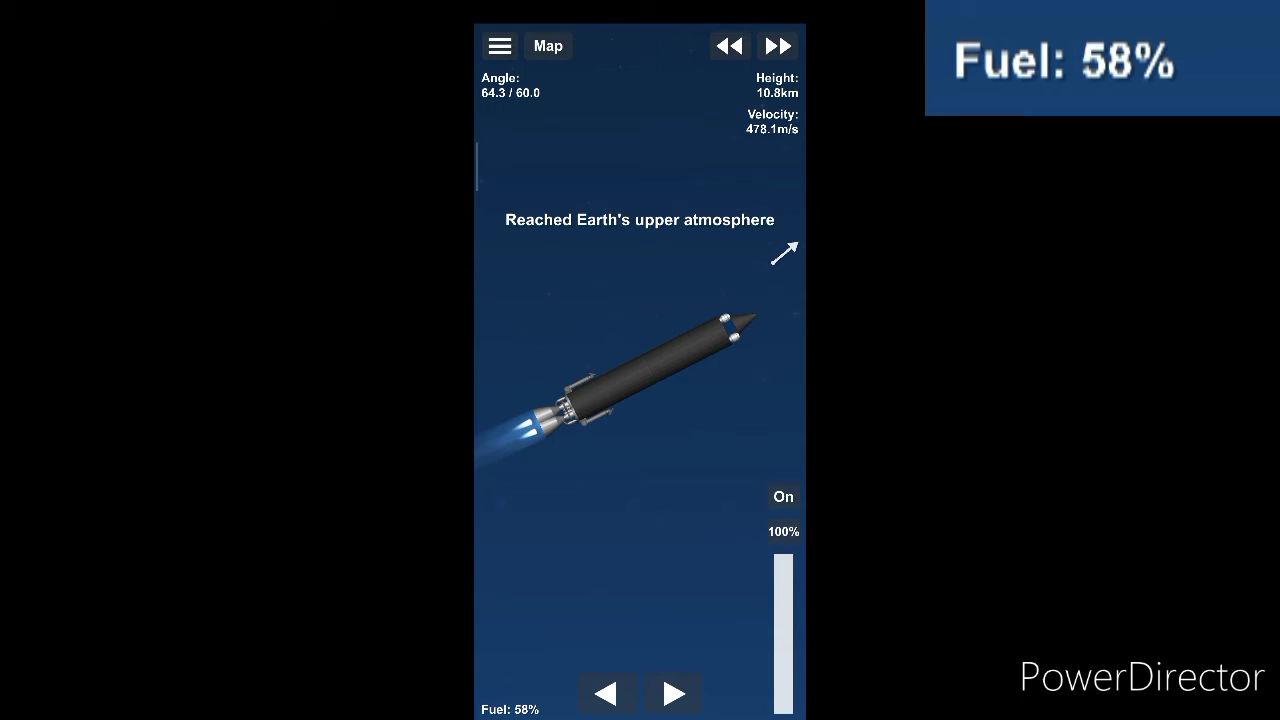 Map
Angle:
64.3 / 60.0
Height:
10.8km
Velocity:
478.1m/s
Reached Earth's upper atmosphere
On
100%
Fuel: 58%
Fuel: 58%
PowerDirector